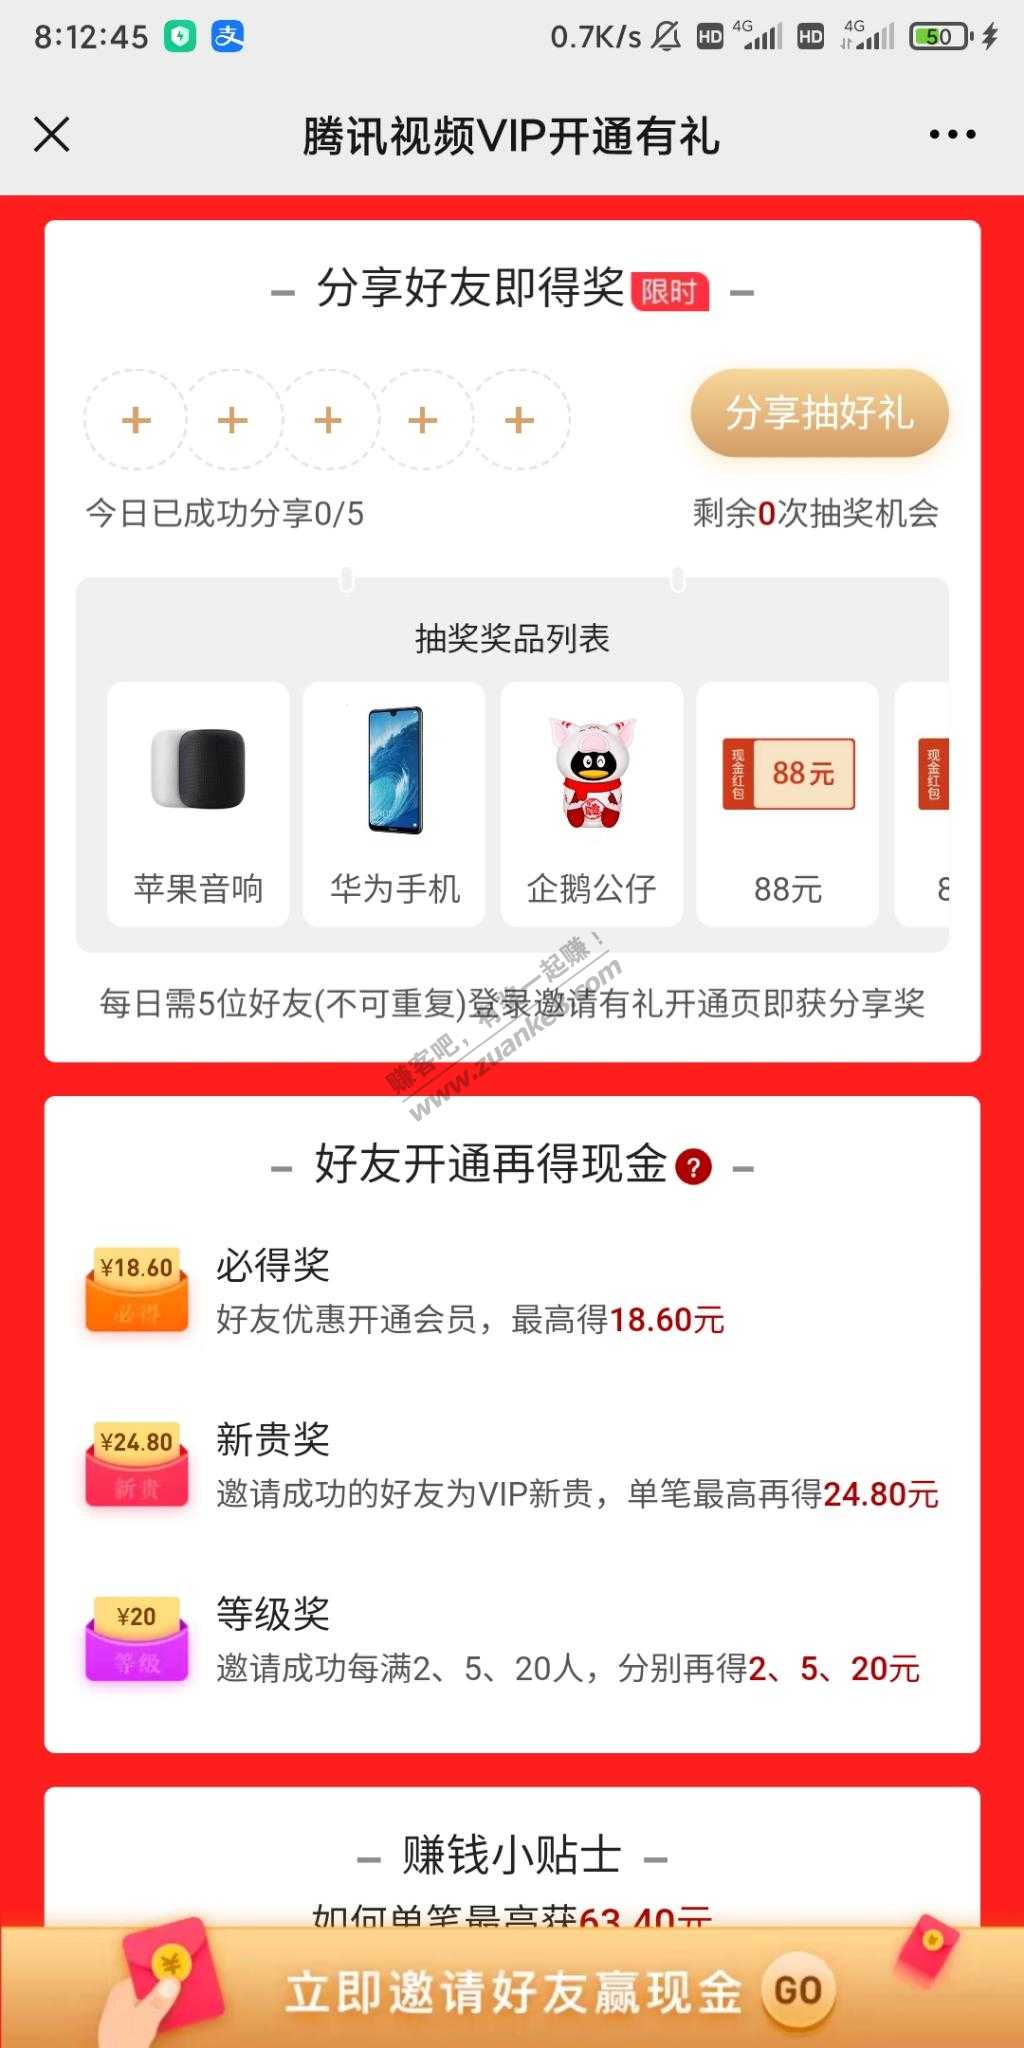 8:12:45 支 0.7K/s HD 4G HD 4G 50
腾讯视频VIP开通有礼
分享好友即得奖 限时
分享抽好礼
今日已成功分享0/5 剩余0次抽奖机会
抽奖奖品列表
现金红包 88元 现金红包
苹果音响 华为手机 企鹅公仔 88元 8
每日需5位好友(不可重复)登录邀请有礼开通页即获分享奖
赚客吧，有奖一起赚！
www.zuanke8.com
好友开通再得现金 ?
¥18.60 必得
必得奖
好友优惠开通会员，最高得18.60元
¥24.80 新贵
新贵奖
邀请成功的好友为VIP新贵，单笔最高再得24.80元
¥20 等级
等级奖
邀请成功每满2、5、20人，分别再得2、5、20元
赚钱小贴士
如何单笔最高获63.40元
立即邀请好友赢现金 GO